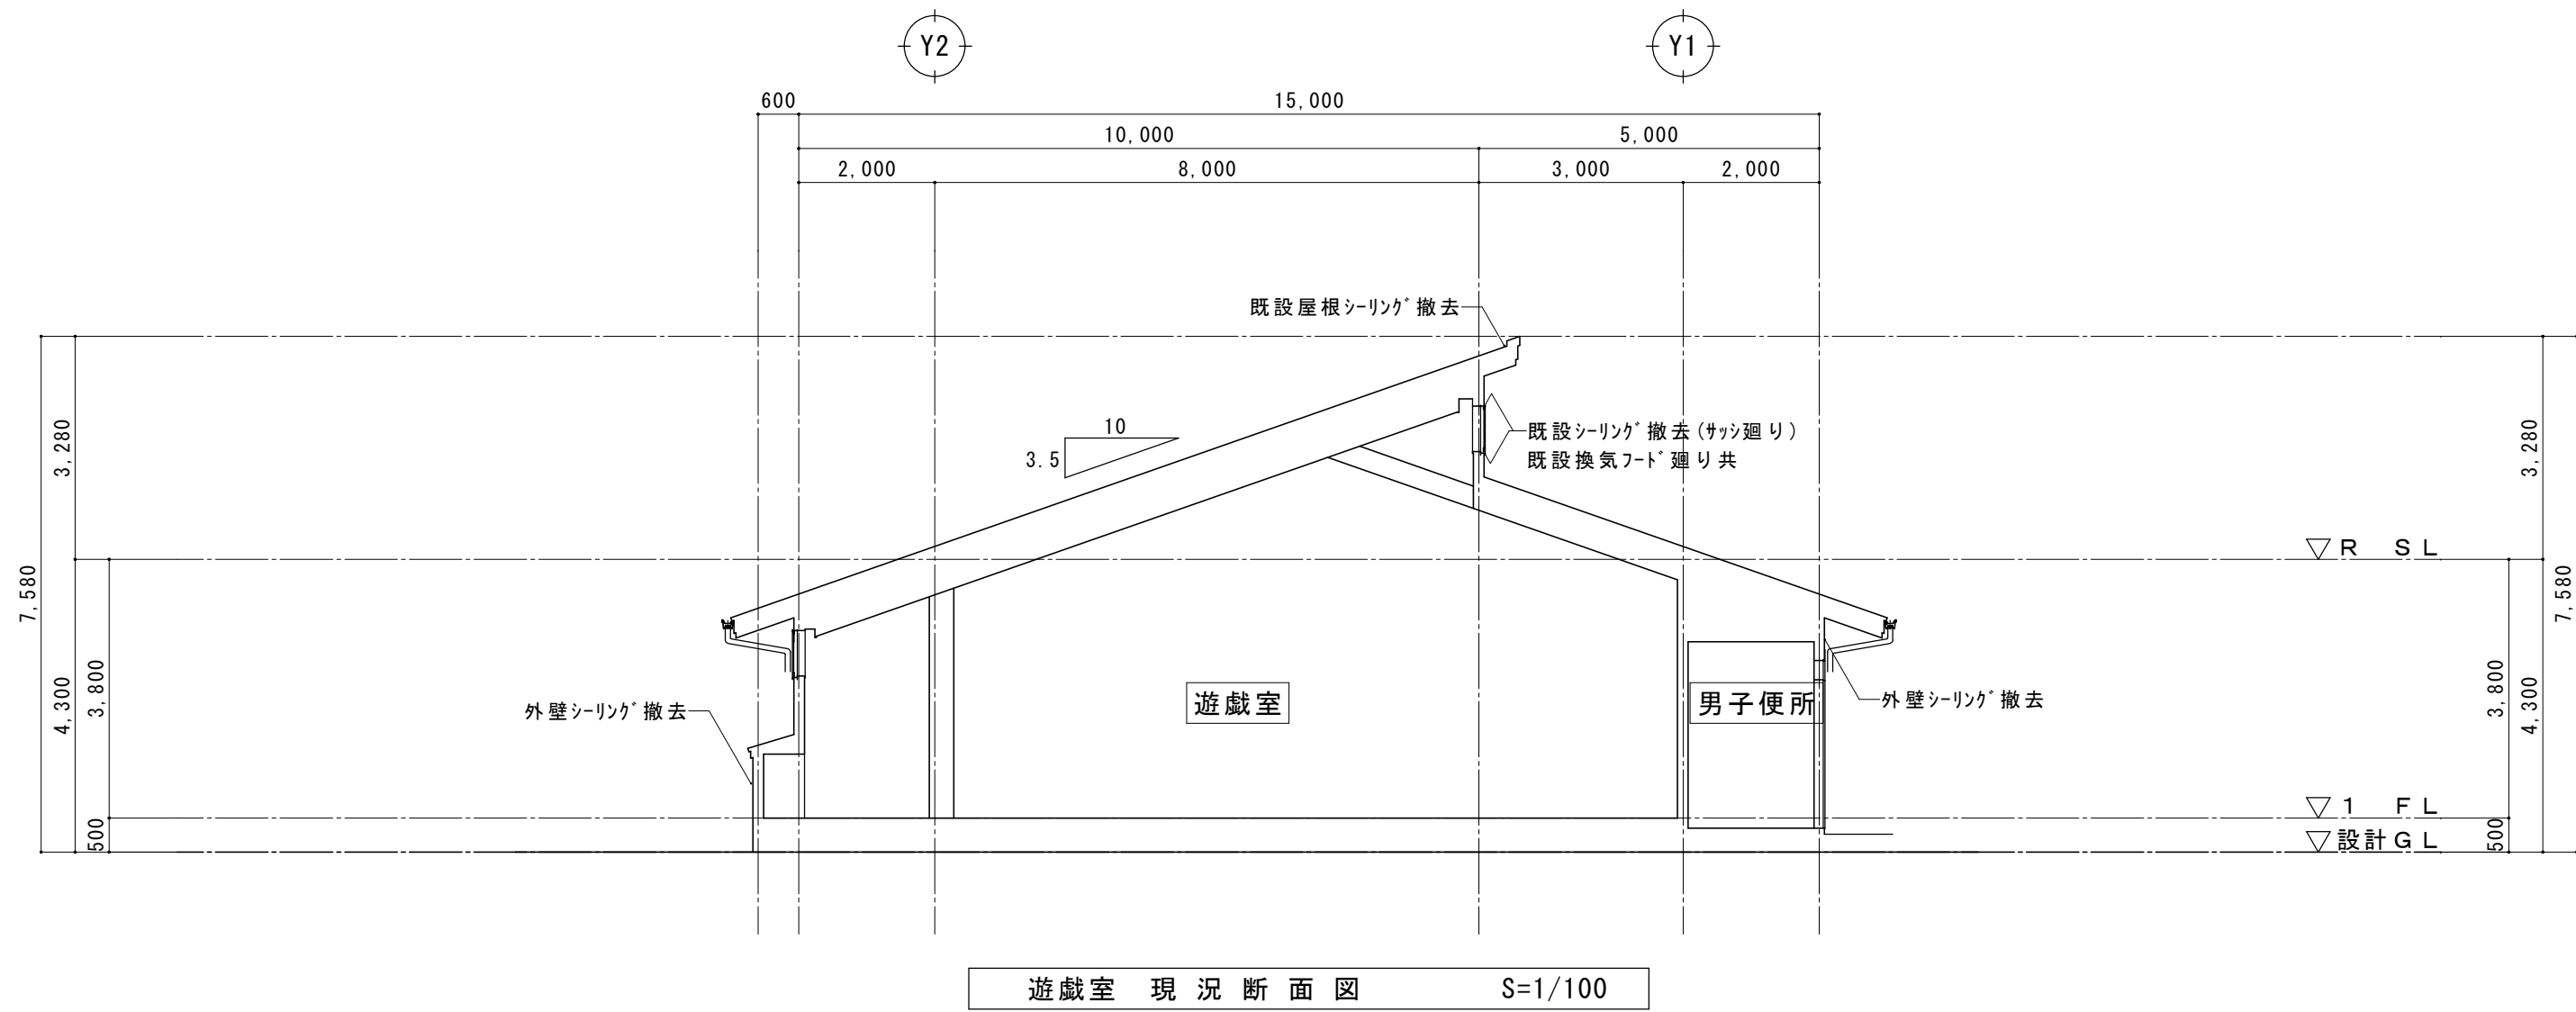 Y2
Y1
600
15,000
10,000
5,000
2,000
8,000
3,000
2,000
既設屋根ｼｰﾘﾝｸﾞ撤去
10
3.5
既設ｼｰﾘﾝｸﾞ撤去(ｻｯｼ廻り)
既設換気ﾌｰﾄﾞ廻り共
3,280
7,580
4,300
3,800
500
3,280
7,580
3,800
4,300
500
▽R SL
▽1 FL
▽設計GL
外壁ｼｰﾘﾝｸﾞ撤去
遊戯室
男子便所
外壁ｼｰﾘﾝｸﾞ撤去
遊戯室 現況断面図 S=1/100